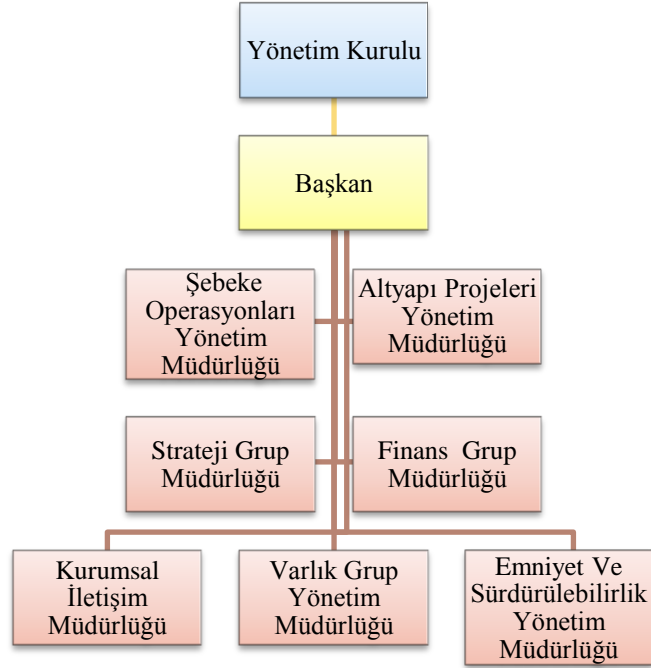 Yönetim Kurulu
Başkan
Şebeke
Operasyonları
Yönetim
Müdürlüğü
Altyapı Projeleri
Yönetim
Müdürlüğü
Strateji Grup
Müdürlüğü
Finans Grup
Müdürlüğü
Kurumsal
İletişim
Müdürlüğü
Varlık Grup
Yönetim
Müdürlüğü
Emniyet Ve
Sürdürülebilirlik
Yönetim
Müdürlüğü